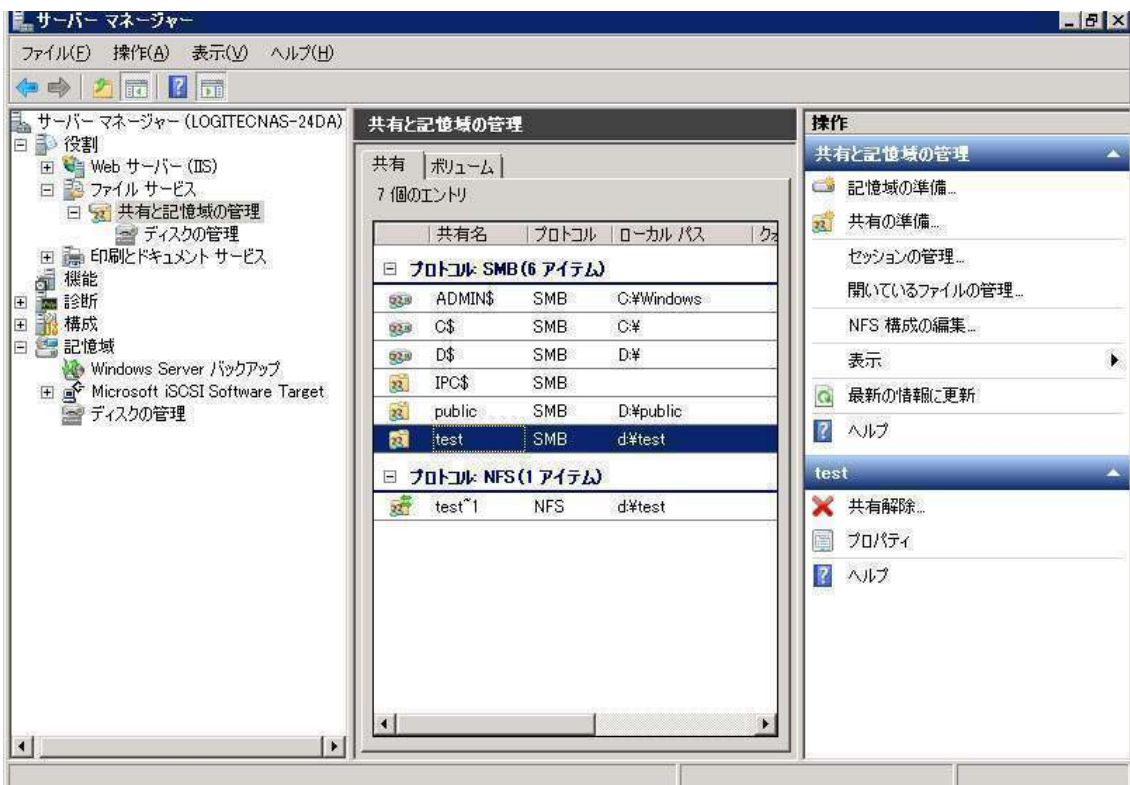 サーバー マネージャー
ファイル(F) 操作(A) 表示(V) ヘルプ(H)
サーバー マネージャー (LOGITECNAS-24DA)
役割
Web サーバー (IIS)
ファイル サービス
共有と記憶域の管理
ディスクの管理
印刷とドキュメント サービス
機能
診断
構成
記憶域
Windows Server バックアップ
Microsoft iSCSI Software Target
ディスクの管理
共有と記憶域の管理
共有 ボリューム
7 個のエントリ
共有名 プロトコル ローカル パス
プロトコル: SMB (6 アイテム)
ADMIN$ SMB C:¥Windows
C$ SMB C:¥
D$ SMB D:¥
IPC$ SMB
public SMB D:¥public
test SMB d:¥test
プロトコル: NFS (1 アイテム)
test~1 NFS d:¥test
操作
共有と記憶域の管理
記憶域の準備...
共有の準備...
セッションの管理...
開いているファイルの管理...
NFS 構成の編集...
表示
最新の情報に更新
ヘルプ
test
共有解除...
プロパティ
ヘルプ